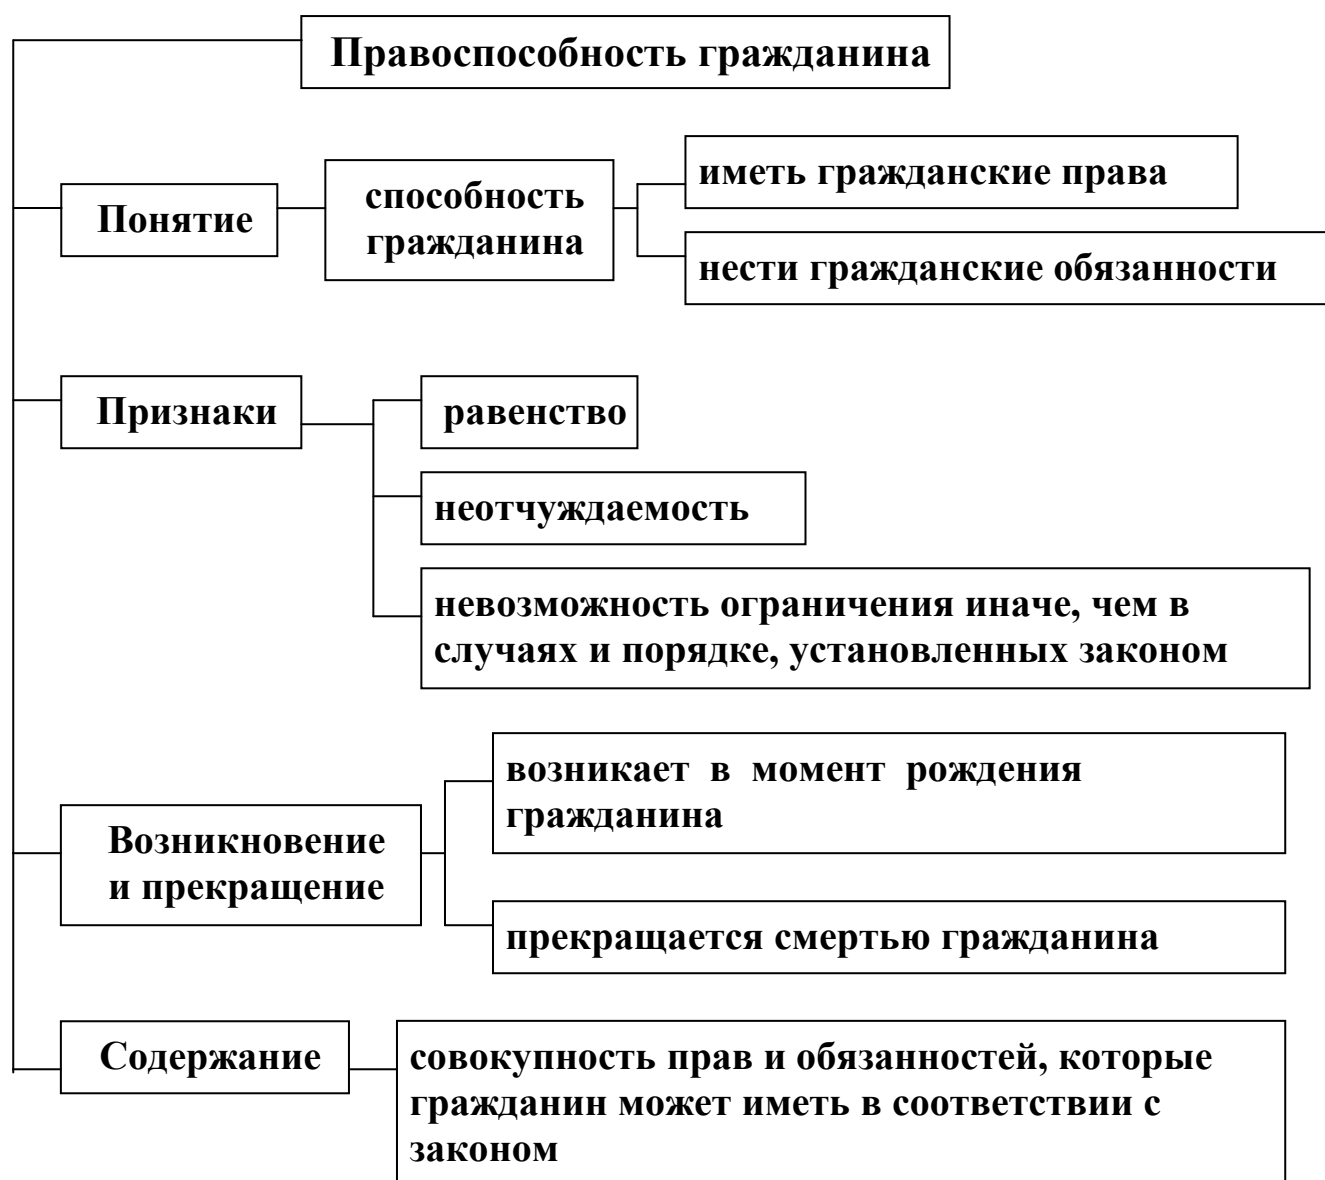 Правоспособность гражданина
Понятие
способность
гражданина
иметь гражданские права
нести гражданские обязанности
Признаки
равенство
неотчуждаемость
невозможность ограничения иначе, чем в
случаях и порядке, установленных законом
Возникновение
и прекращение
возникает в момент рождения
гражданина
прекращается смертью гражданина
Содержание
совокупность прав и обязанностей, которые
гражданин может иметь в соответствии с
законом